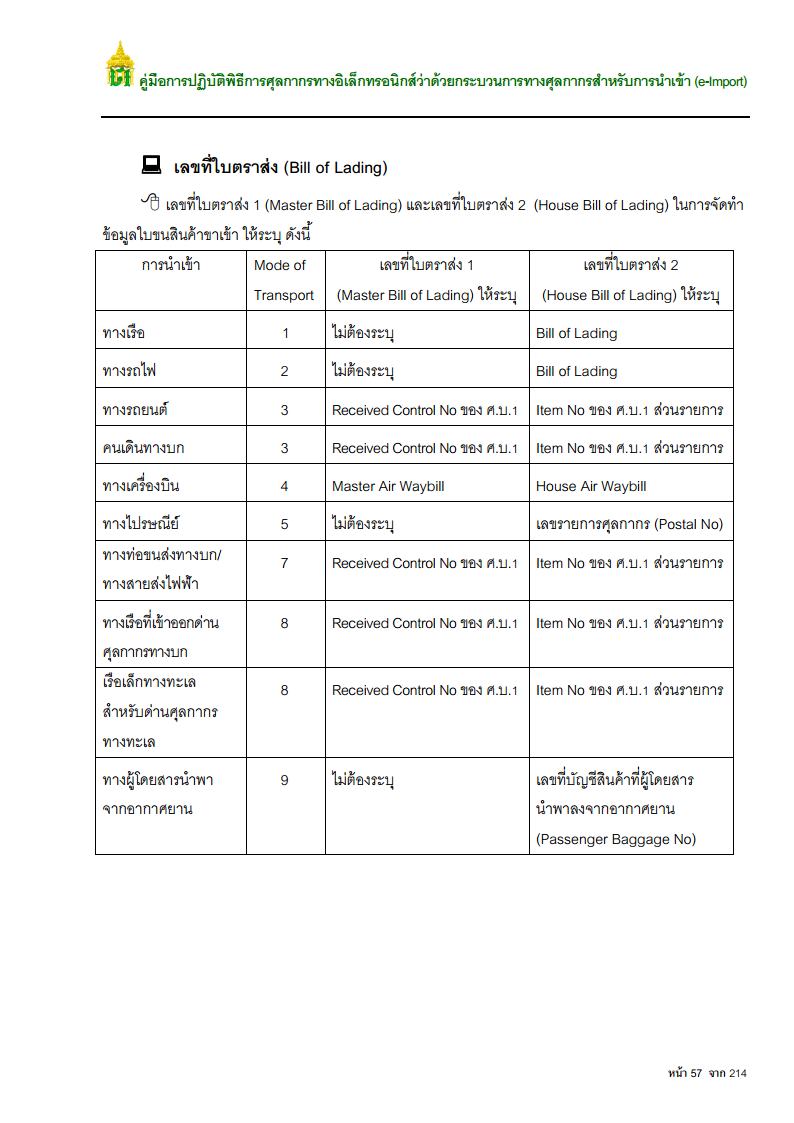 คู่มือการปฏิบัติพิธีการศุลกากรทางอิเล็กทรอนิกส์ว่าด้วยกระบวนการทางศุลกากรสำหรับการนำเข้า (e-Import)
เลขที่ใบตราส่ง (Bill of Lading)
เลขที่ใบตราส่ง 1 (Master Bill of Lading) และเลขที่ใบตราส่ง 2 (House Bill of Lading) ในการจัดทำ
ข้อมูลใบขนสินค้าขาเข้า ให้ระบุ ดังนี้
การนำเข้า Mode of เลขที่ใบตราส่ง 1 เลขที่ใบตราส่ง 2
Transport (Master Bill of Lading) ให้ระบุ (House Bill of Lading) ให้ระบุ
ทางเรือ 1 ไม่ต้องระบุ Bill of Lading
ทางรถไฟ 2 ไม่ต้องระบุ Bill of Lading
ทางรถยนต์ 3 Received Control No ของ ศ.บ.1 Item No ของ ศ.บ.1 ส่วนรายการ
คนเดินทางบก 3 Received Control No ของ ศ.บ.1 Item No ของ ศ.บ.1 ส่วนรายการ
ทางเครื่องบิน 4 Master Air Waybill House Air Waybill
ทางไปรษณีย์ 5 ไม่ต้องระบุ เลขรายการศุลกากร (Postal No)
ทางท่อขนส่งทางบก/
ทางสายส่งไฟฟ้า 7 Received Control No ของ ศ.บ.1 Item No ของ ศ.บ.1 ส่วนรายการ
ทางเรือที่เข้าออกด่าน 8 Received Control No ของ ศ.บ.1 Item No ของ ศ.บ.1 ส่วนรายการ
ศุลกากรทางบก
เรือเล็กทางทะเล 8 Received Control No ของ ศ.บ.1 Item No ของ ศ.บ.1 ส่วนรายการ
สำหรับด่านศุลกากร
ทางทะเล
ทางผู้โดยสารนำพา 9 ไม่ต้องระบุ เลขที่บัญชีสินค้าที่ผู้โดยสาร
จากอากาศยาน นำพาลงจากอากาศยาน
(Passenger Baggage No)
หน้า 57 จาก 214